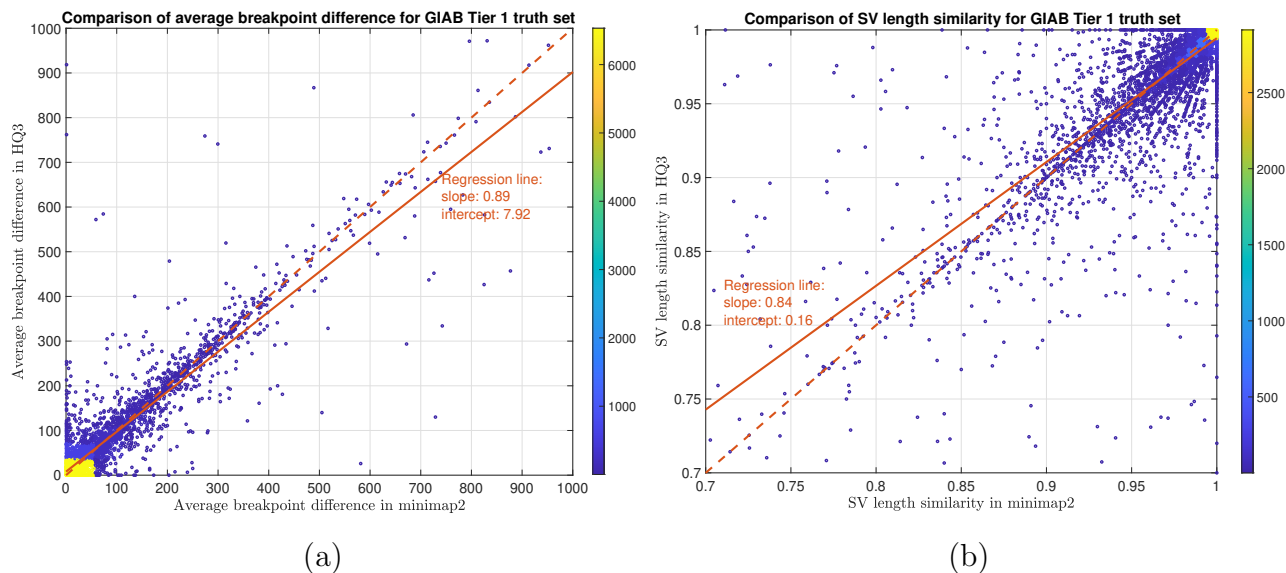 Comparison of average breakpoint difference for GIAB Tier 1 truth set
1000
900
800
700
600
500
400
300
200
100
0
Average breakpoint difference in HQ3
Regression line:
slope: 0.89
intercept: 7.92
0 100 200 300 400 500 600 700 800 900 1000
Average breakpoint difference in minimap2
6000
5000
4000
3000
2000
1000
(a)
Comparison of SV length similarity for GIAB Tier 1 truth set
1
0.95
0.9
0.85
0.8
0.75
0.7
SV length similarity in HQ3
Regression line:
slope: 0.84
intercept: 0.16
0.7 0.75 0.8 0.85 0.9 0.95 1
SV length similarity in minimap2
2500
2000
1500
1000
500
(b)